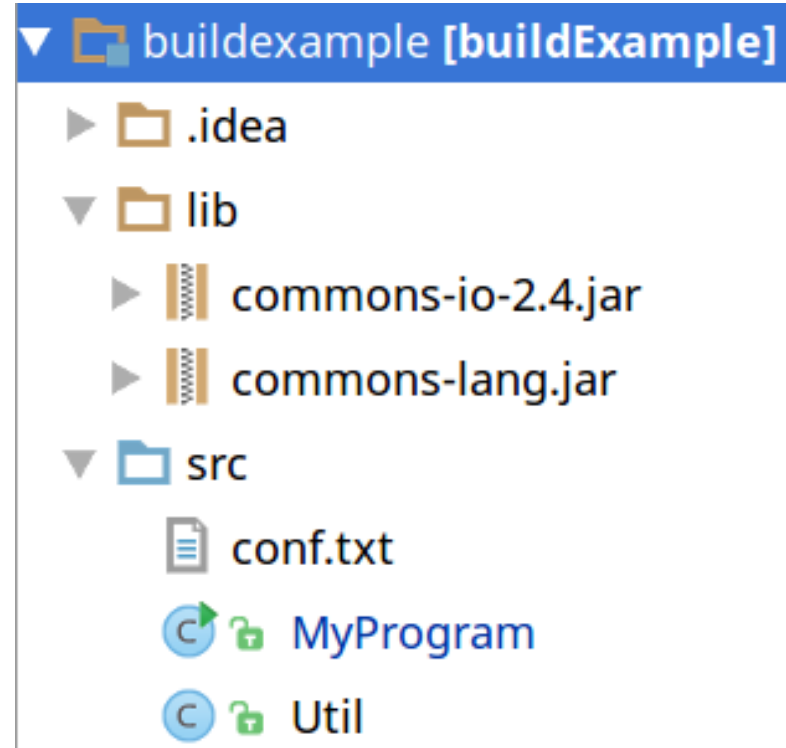 buildexample [buildExample]
.idea
lib
commons-io-2.4.jar
commons-lang.jar
src
conf.txt
C MyProgram
C Util